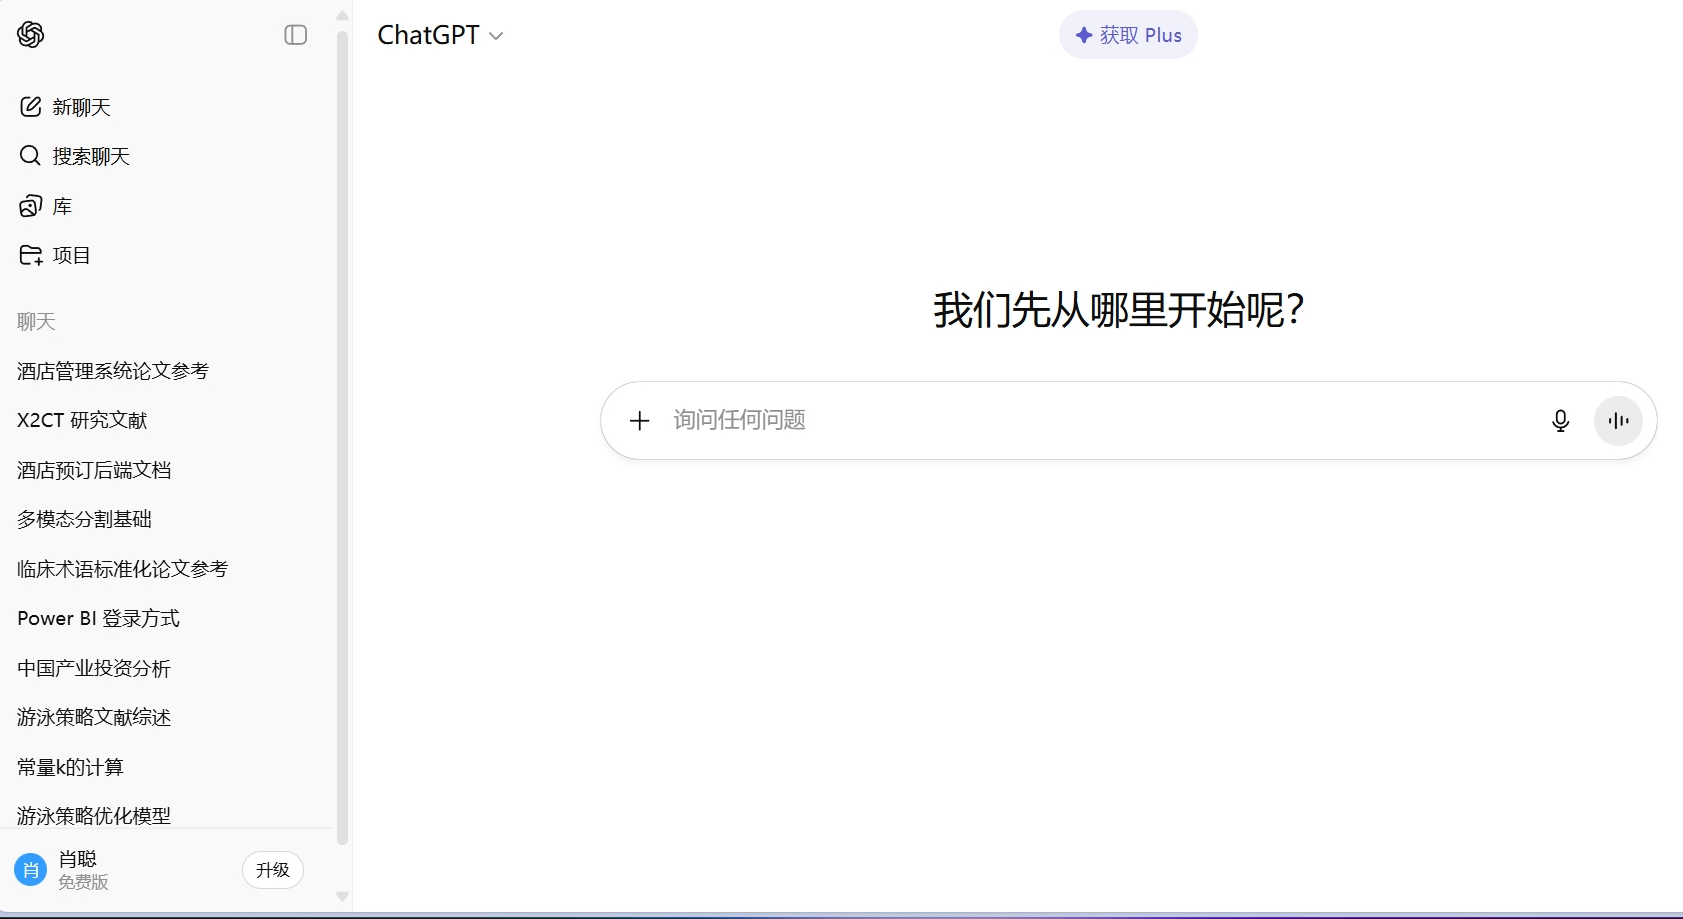 ChatGPT
获取 Plus
新聊天
搜索聊天
库
项目
聊天
酒店管理系统论文参考
X2CT 研究文献
酒店预订后端文档
多模态分割基础
临床术语标准化论文参考
Power BI 登录方式
中国产业投资分析
游泳策略文献综述
常量k的计算
游泳策略优化模型
肖
肖聪
免费版
升级
我们先从哪里开始呢？
询问任何问题